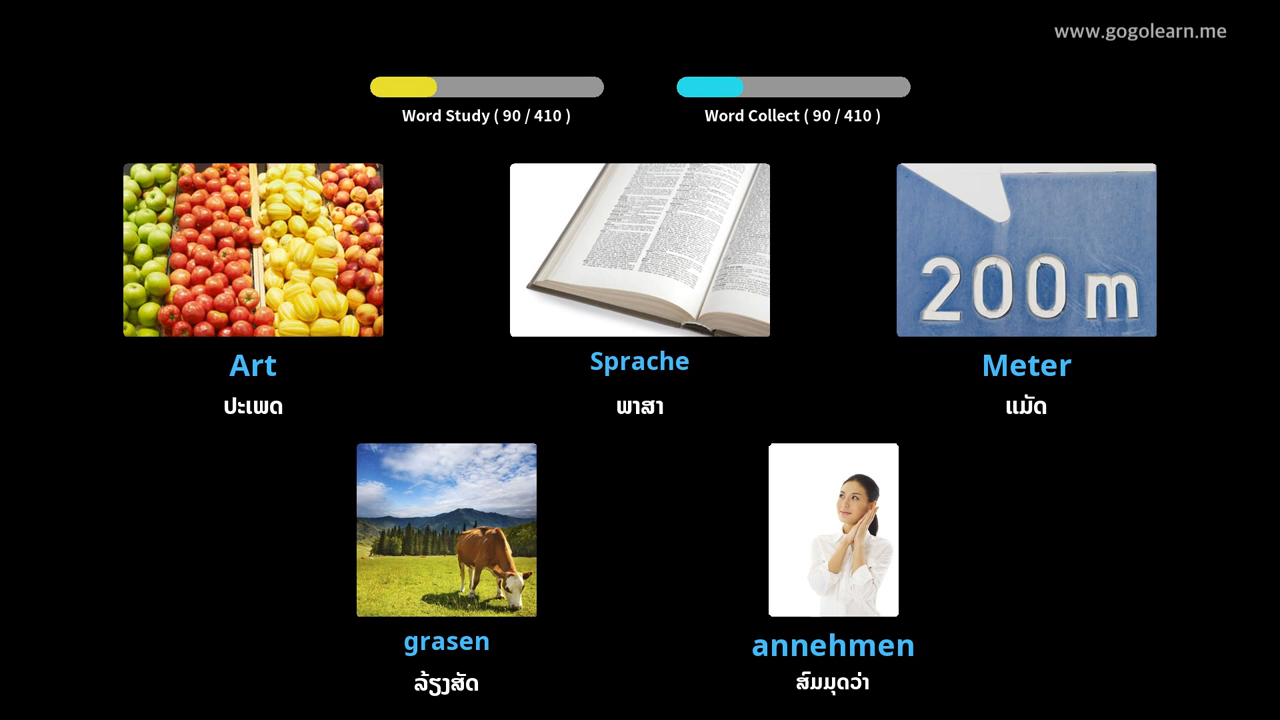 www.gogolearn.me
Word Study ( 90 / 410 )
Word Collect ( 90 / 410 )
200 m
Art
Sprache
Meter
ປະເພດ
ພາສາ
ແມັດ
grasen
annehmen
ລ້ຽງສັດ
ສົມມຸດວ່າ